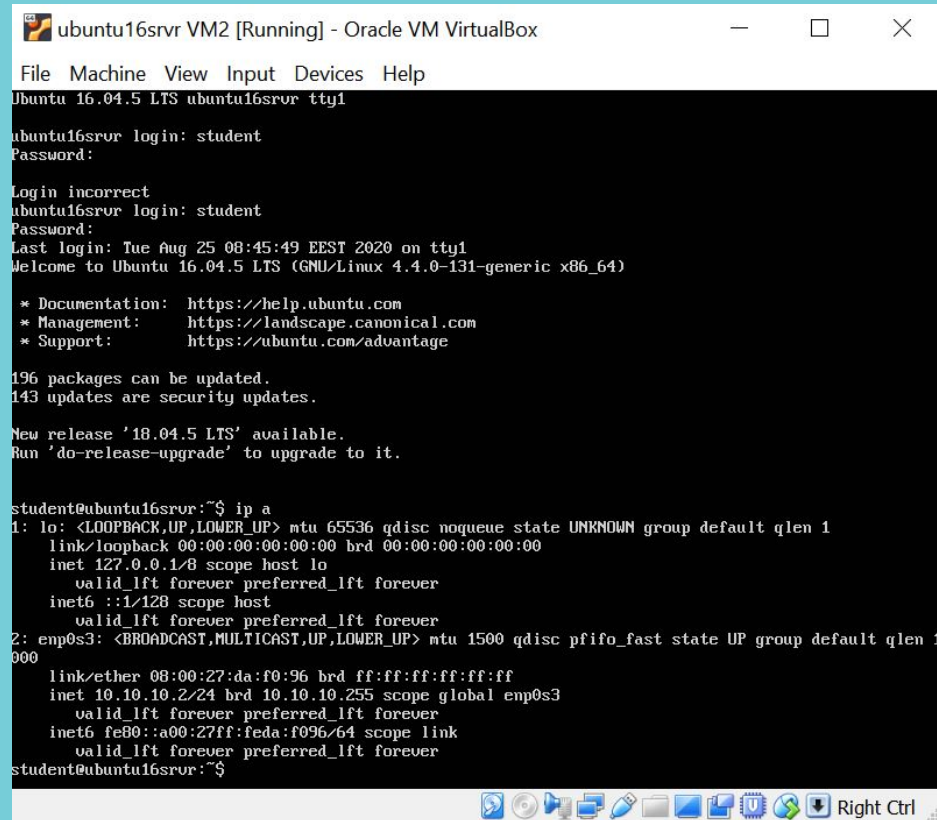 ubuntu16srvr VM2 [Running] - Oracle VM VirtualBox
File Machine View Input Devices Help
Ubuntu 16.04.5 LTS ubuntu16srvr tty1
ubuntu16srvr login: student
Password:
Login incorrect
ubuntu16srvr login: student
Password:
Last login: Tue Aug 25 08:45:49 EEST 2020 on tty1
Welcome to Ubuntu 16.04.5 LTS (GNU/Linux 4.4.0-131-generic x86_64)
* Documentation: https://help.ubuntu.com
* Management: https://landscape.canonical.com
* Support: https://ubuntu.com/advantage
196 packages can be updated.
143 updates are security updates.
New release '18.04.5 LTS' available.
Run 'do-release-upgrade' to upgrade to it.
student@ubuntu16srvr:~$ ip a
1: lo: <LOOPBACK,UP,LOWER_UP> mtu 65536 qdisc noqueue state UNKNOWN group default qlen 1
link/loopback 00:00:00:00:00:00 brd 00:00:00:00:00:00
inet 127.0.0.1/8 scope host lo
valid_lft forever preferred_lft forever
inet6 ::1/128 scope host
valid_lft forever preferred_lft forever
2: enp0s3: <BROADCAST,MULTICAST,UP,LOWER_UP> mtu 1500 qdisc pfifo_fast state UP group default qlen 1
000
link/ether 08:00:27:da:f0:96 brd ff:ff:ff:ff:ff:ff
inet 10.10.10.2/24 brd 10.10.10.255 scope global enp0s3
valid_lft forever preferred_lft forever
inet6 fe80::a00:27ff:feda:f096/64 scope link
valid_lft forever preferred_lft forever
student@ubuntu16srvr:~$
Right Ctrl